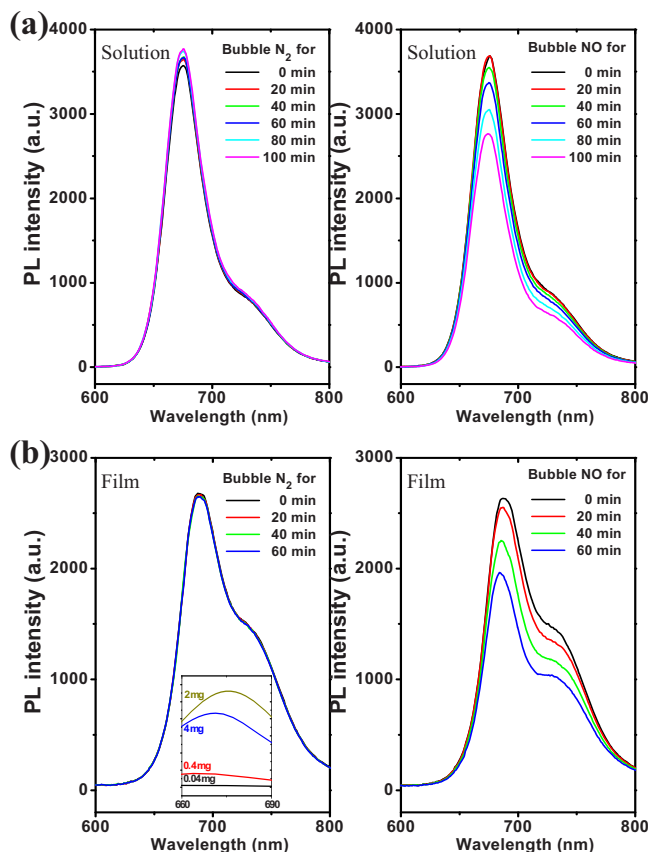 (a)
Solution
Bubble N2 for
0 min
20 min
40 min
60 min
80 min
100 min
4000
3000
2000
1000
0
PL intensity (a.u.)
600 700 800
Wavelength (nm)
Solution
Bubble NO for
0 min
20 min
40 min
60 min
80 min
100 min
4000
3000
2000
1000
0
PL intensity (a.u.)
600 700 800
Wavelength (nm)
(b)
Film
Bubble N2 for
0 min
20 min
40 min
60 min
3000
2000
1000
0
PL intensity (a.u.)
2mg
4mg
0.4mg
0.04mg
660 690
600 700 800
Wavelength (nm)
Film
Bubble NO for
0 min
20 min
40 min
60 min
3000
2000
1000
0
PL intensity (a.u.)
600 700 800
Wavelength (nm)